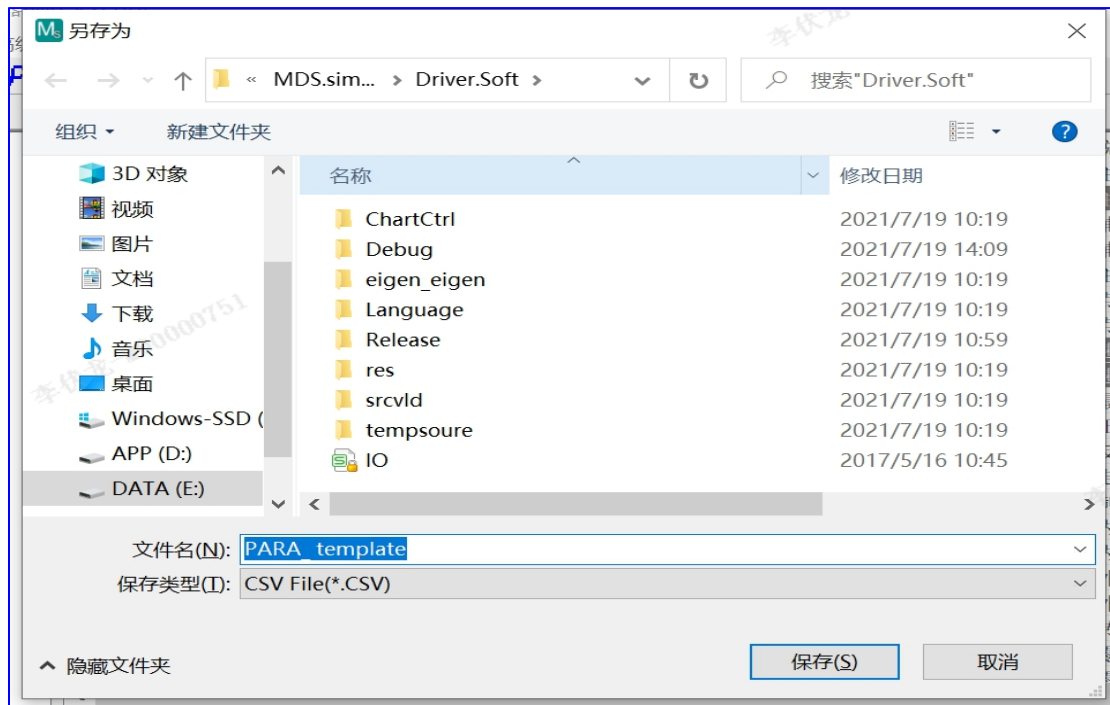 另存为
« MDS.sim... > Driver.Soft >
搜索"Driver.Soft"
组织 新建文件夹
3D 对象
视频
图片
文档
下载
音乐
桌面
Windows-SSD (
APP (D:)
DATA (E:)
名称 修改日期
ChartCtrl 2021/7/19 10:19
Debug 2021/7/19 14:09
eigen_eigen 2021/7/19 10:19
Language 2021/7/19 10:19
Release 2021/7/19 10:59
res 2021/7/19 10:19
srcvld 2021/7/19 10:19
tempsoure 2021/7/19 10:19
IO 2017/5/16 10:45
文件名(N): PARA_template
保存类型(T): CSV File(*.CSV)
隐藏文件夹
保存(S) 取消